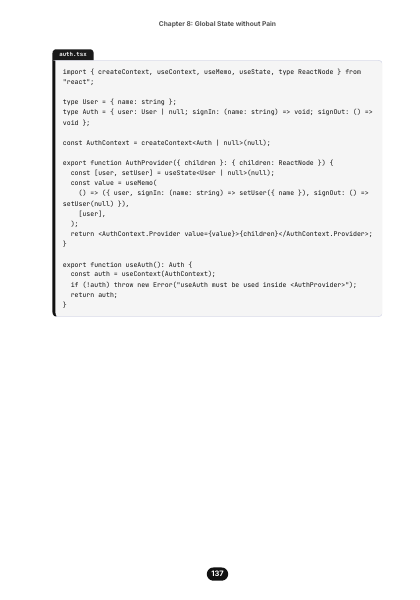 Chapter 8: Global State without Pain
auth.tsx
import { createContext, useContext, useMemo, useState, type ReactNode } from
"react";
type User = { name: string };
type Auth = { user: User | null; signIn: (name: string) => void; signOut: () =>
void };
const AuthContext = createContext<Auth | null>(null);
export function AuthProvider({ children }: { children: ReactNode }) {
  const [user, setUser] = useState<User | null>(null);
  const value = useMemo(
    () => ({ user, signIn: (name: string) => setUser({ name }), signOut: () =>
setUser(null) }),
    [user],
  );
  return <AuthContext.Provider value={value}>{children}</AuthContext.Provider>;
}
export function useAuth(): Auth {
  const auth = useContext(AuthContext);
  if (!auth) throw new Error("useAuth must be used inside <AuthProvider>");
  return auth;
}
137